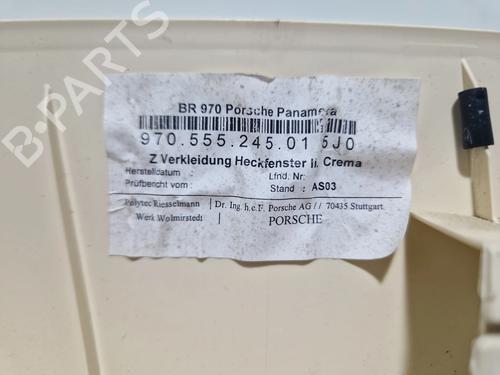 BR 970 Porsche Panamera
970.555.245.01 5J0
Z Verkleidung Heckfenster li. Crema
Herstelldatum : Lfnd. Nr:
Prüfbericht vom : Stand : AS03
Polytec Riesselmann Dr. Ing. h.c.F. Porsche AG // 70435 Stuttgart
Werk Wolmirstedt PORSCHE
B-PARTS